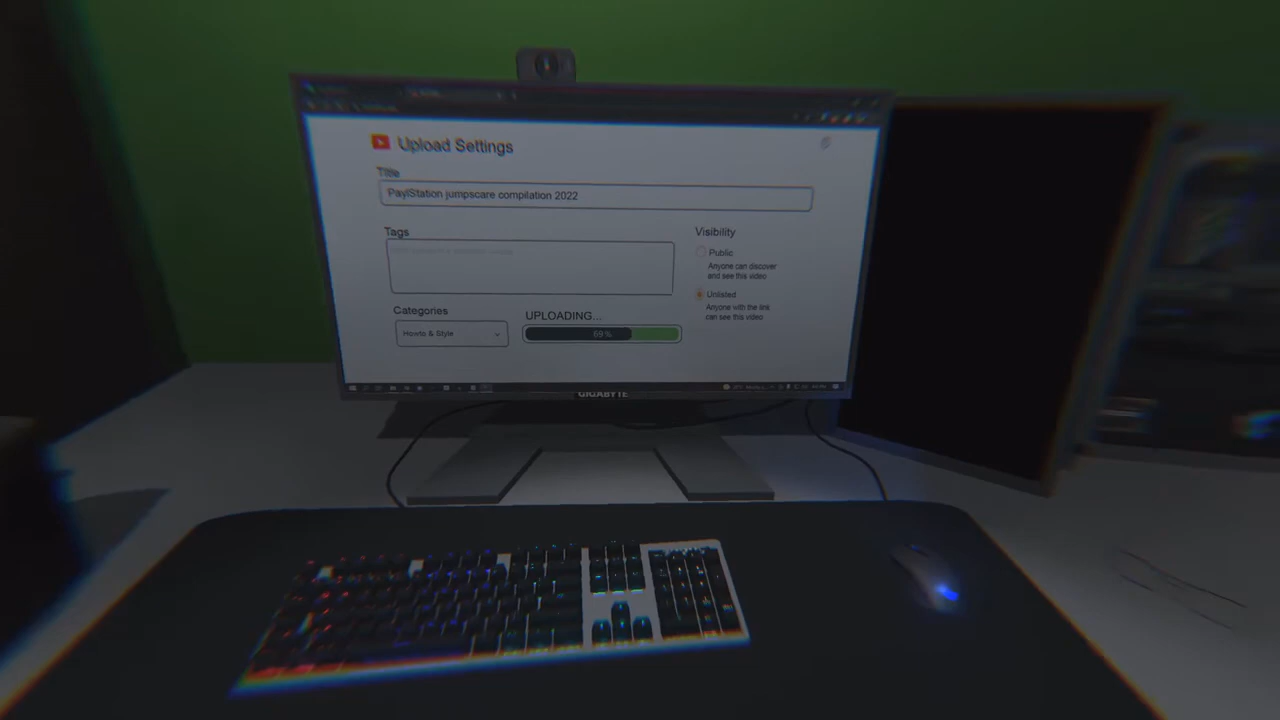 Upload Settings
Title
PaylStation jumpscare compilation 2022
Tags
Visibility
Public
Anyone can discover
and see this video
Unlisted
Anyone with the link
can see this video
Categories
Howto & Style
UPLOADING...
69%
GIGABYTE